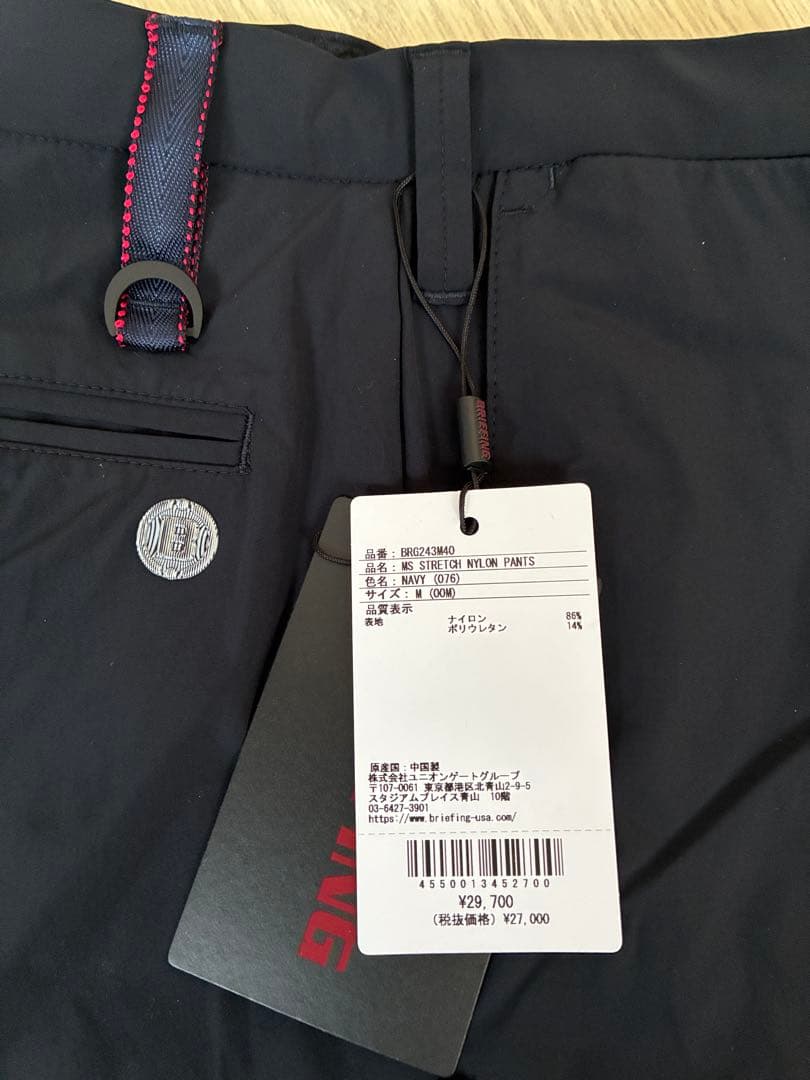 BRIEFING
品番：BRG243M40
品名：MS STRETCH NYLON PANTS
色名：NAVY (076)
サイズ：M (00M)
品質表示
表地 ナイロン 86%
ポリウレタン 14%
原産国：中国製
株式会社ユニオンゲートグループ
〒107-0061 東京都港区北青山2-9-5
スタジアムプレイス青山 10階
03-6427-3901
https://www.briefing-usa.com/
4550013452700
¥29,700
(税抜価格) ¥27,000
ING